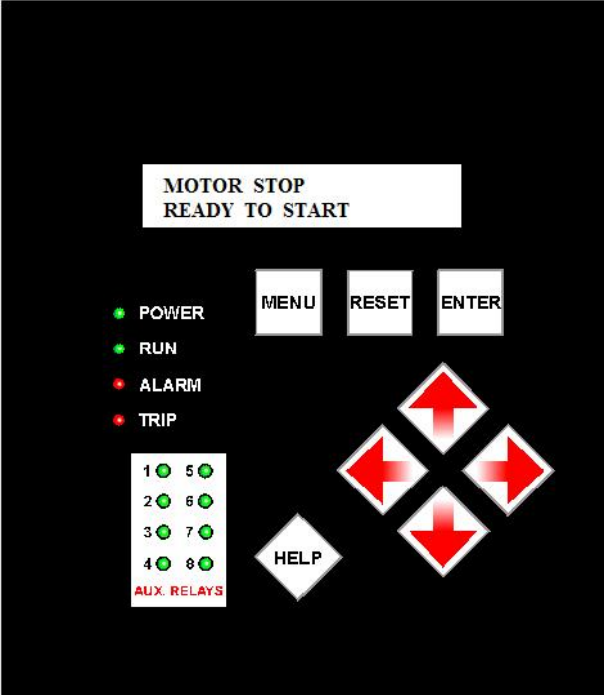 MOTOR STOP
READY TO START
MENU RESET ENTER
POWER
RUN
ALARM
TRIP
1 5
2 6
3 7
4 8
AUX. RELAYS
HELP